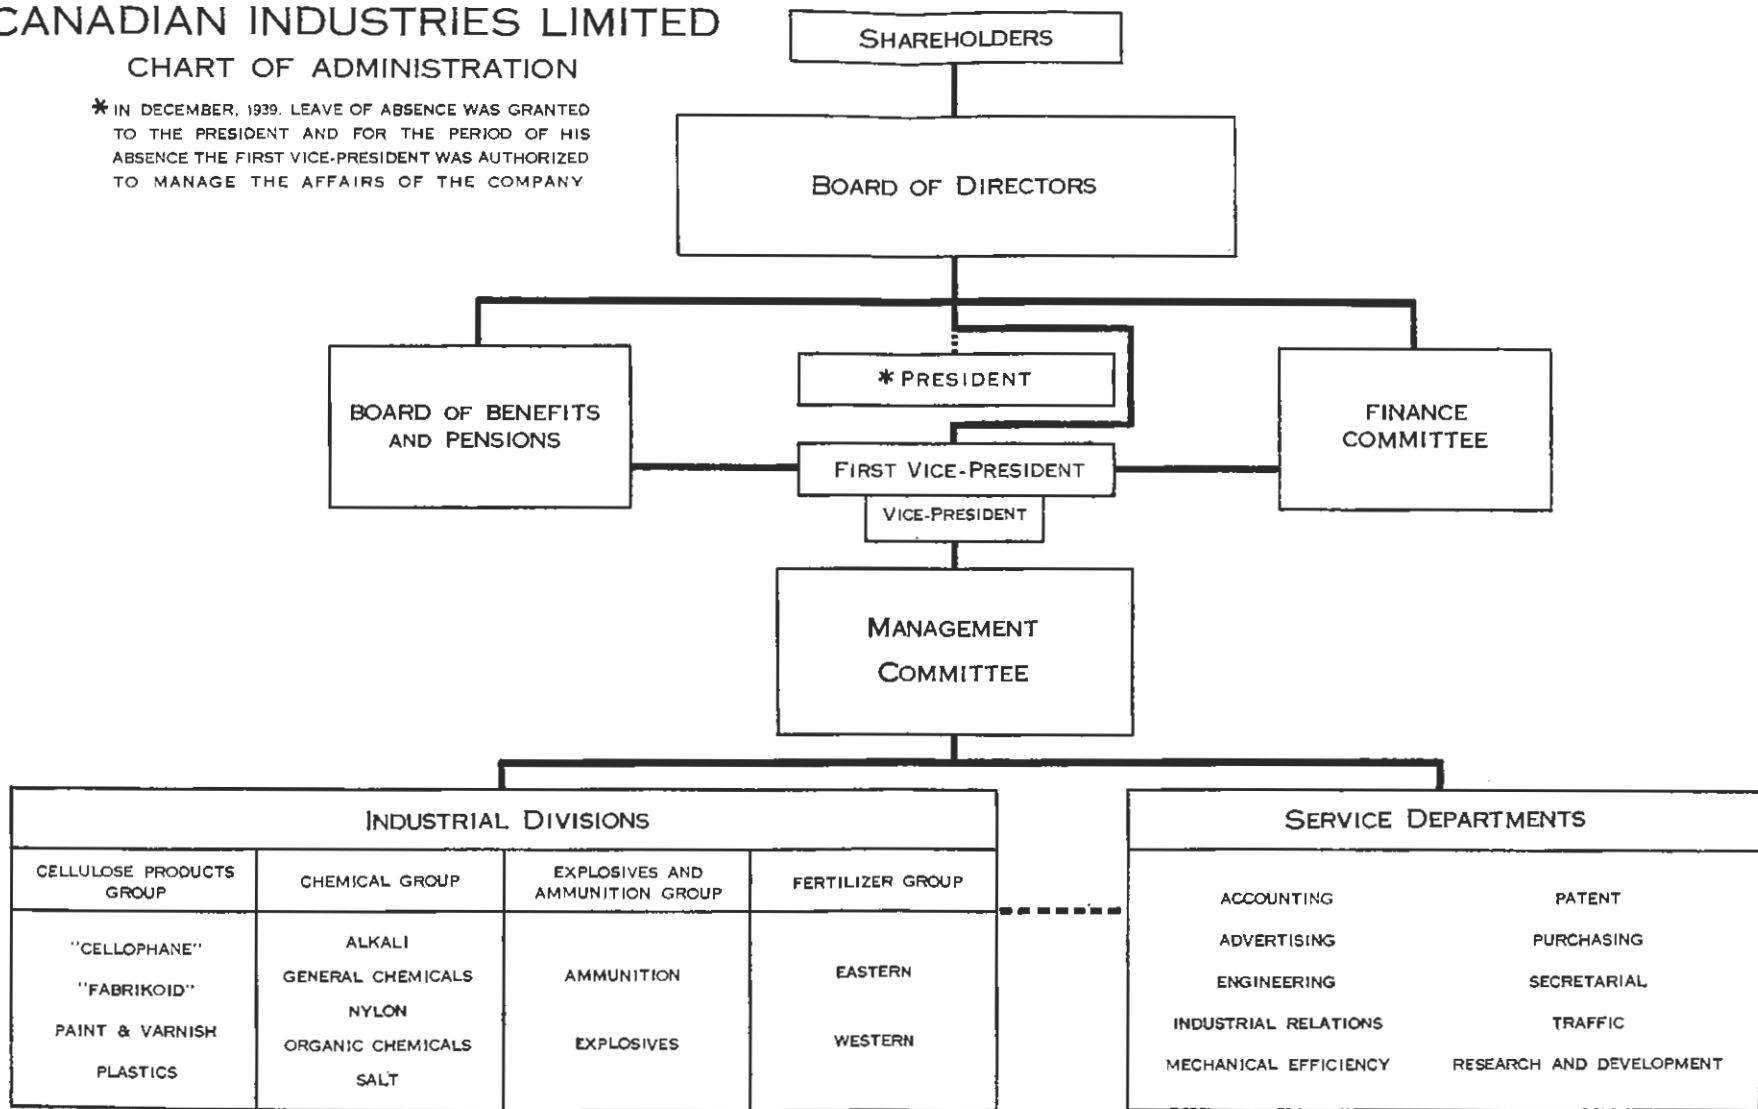 CANADIAN INDUSTRIES LIMITED
CHART OF ADMINISTRATION
* IN DECEMBER, 1939, LEAVE OF ABSENCE WAS GRANTED
TO THE PRESIDENT AND FOR THE PERIOD OF HIS
ABSENCE THE FIRST VICE-PRESIDENT WAS AUTHORIZED
TO MANAGE THE AFFAIRS OF THE COMPANY
SHAREHOLDERS
BOARD OF DIRECTORS
BOARD OF BENEFITS
AND PENSIONS
* PRESIDENT
FIRST VICE-PRESIDENT
VICE-PRESIDENT
FINANCE
COMMITTEE
MANAGEMENT
COMMITTEE
INDUSTRIAL DIVISIONS
CELLULOSE PRODUCTS
GROUP
"CELLOPHANE"
"FABRIKOID"
PAINT & VARNISH
PLASTICS
CHEMICAL GROUP
ALKALI
GENERAL CHEMICALS
NYLON
ORGANIC CHEMICALS
SALT
EXPLOSIVES AND
AMMUNITION GROUP
AMMUNITION
EXPLOSIVES
FERTILIZER GROUP
EASTERN
WESTERN
SERVICE DEPARTMENTS
ACCOUNTING
ADVERTISING
ENGINEERING
INDUSTRIAL RELATIONS
MECHANICAL EFFICIENCY
PATENT
PURCHASING
SECRETARIAL
TRAFFIC
RESEARCH AND DEVELOPMENT